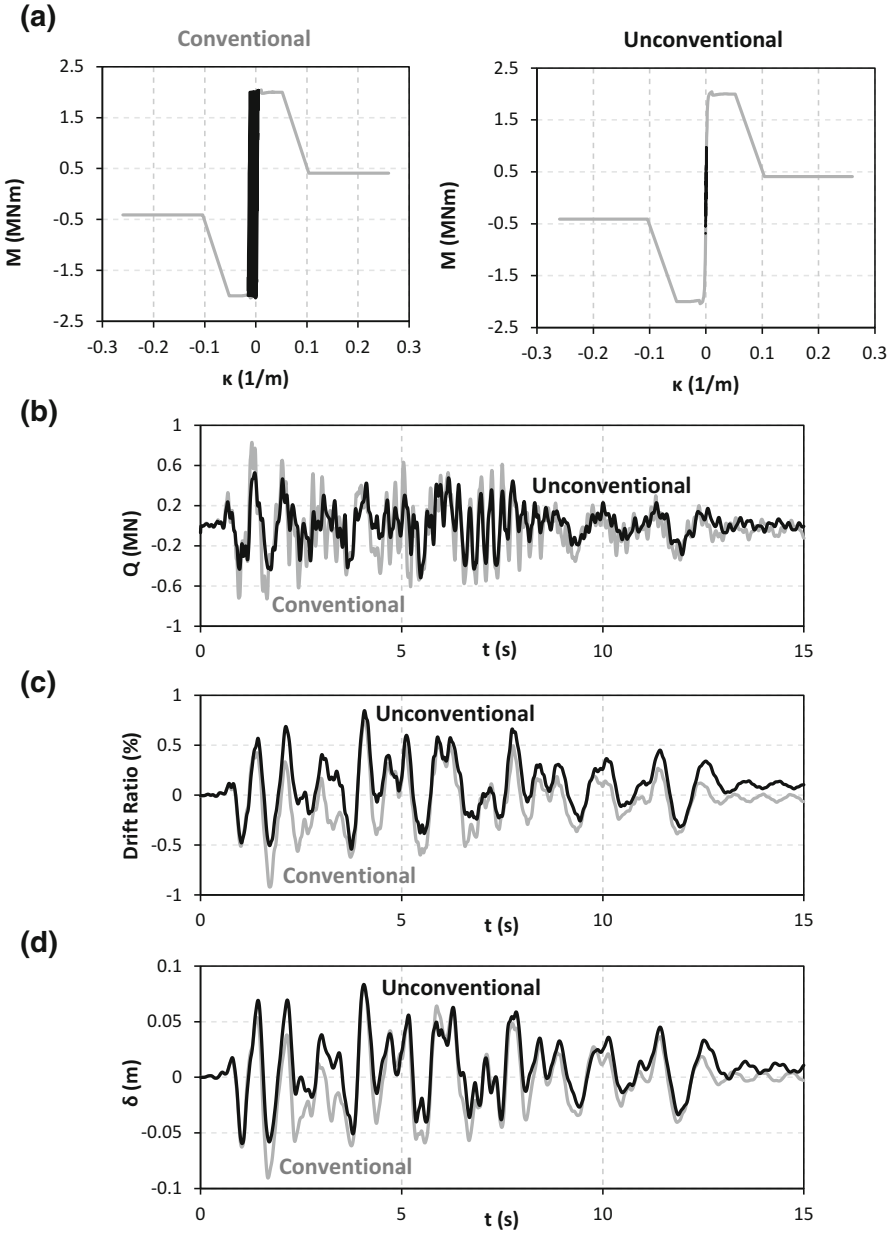 (a)
Conventional
Unconventional
2.5
1.5
0.5
-0.5
-1.5
-2.5
M (MNm)
-0.3 -0.2 -0.1 0 0.1 0.2 0.3
κ (1/m)
2.5
1.5
0.5
-0.5
-1.5
-2.5
M (MNm)
-0.3 -0.2 -0.1 0 0.1 0.2 0.3
κ (1/m)
(b)
1
0.6
0.2
-0.2
-0.6
-1
Q (MN)
Unconventional
Conventional
0 5 10 15
t (s)
(c)
1
0.5
0
-0.5
-1
Drift Ratio (%)
Unconventional
Conventional
0 5 10 15
t (s)
(d)
0.1
0.05
0
-0.05
-0.1
δ (m)
Unconventional
Conventional
0 5 10 15
t (s)